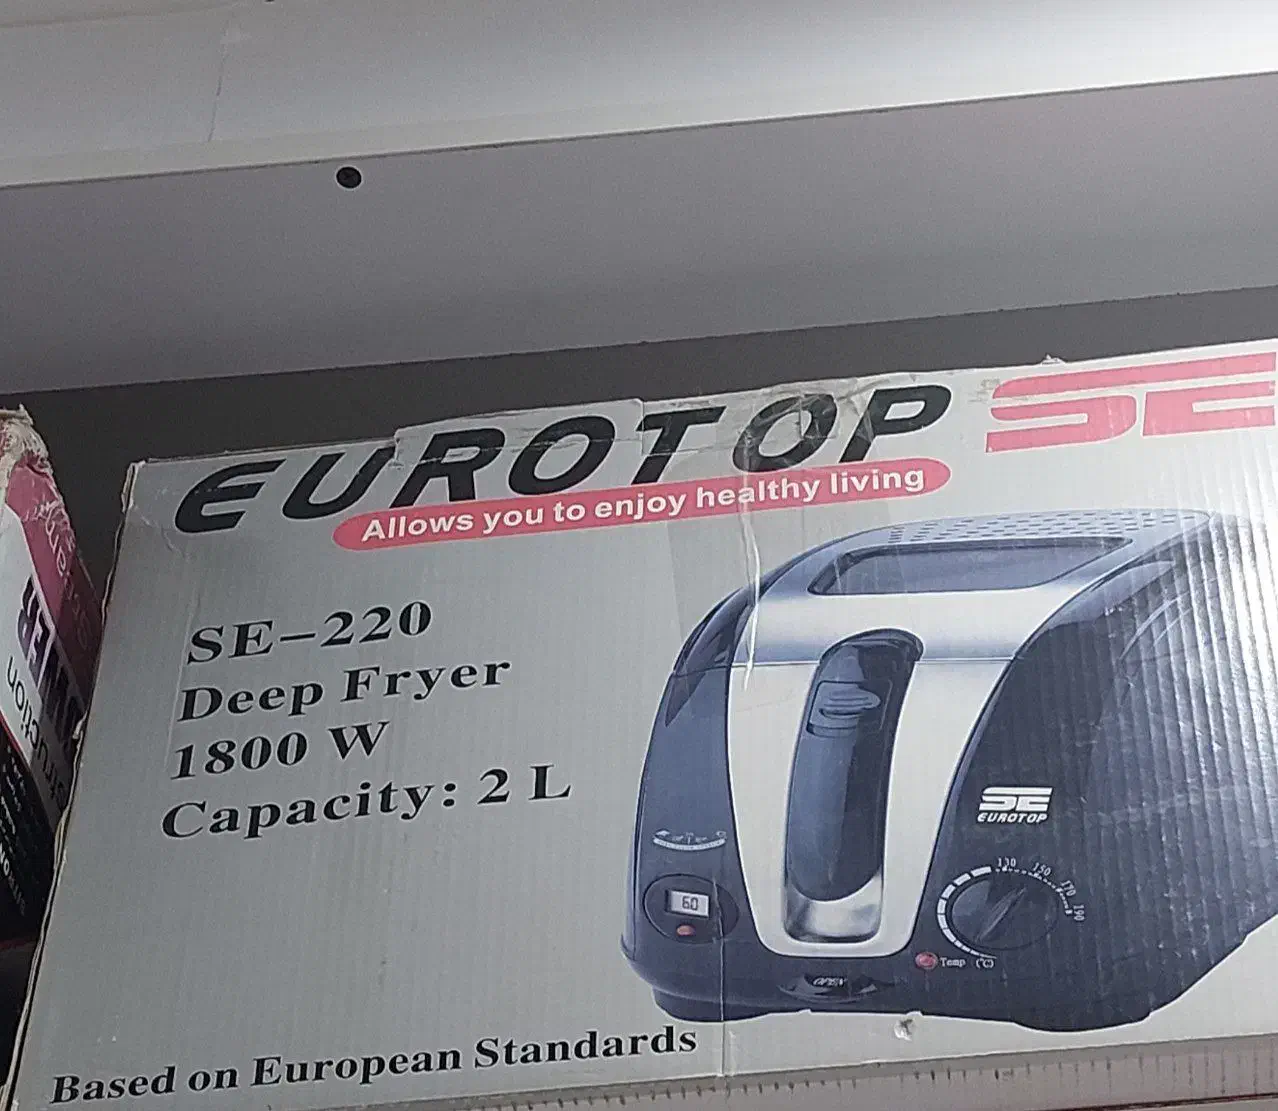 EUROTOP SE
Allows you to enjoy healthy living
SE-220
Deep Fryer
1800 W
Capacity: 2 L
SE
EUROTOP
130 150 170 190
60
Temp (°C)
OPEN
Based on European Standards